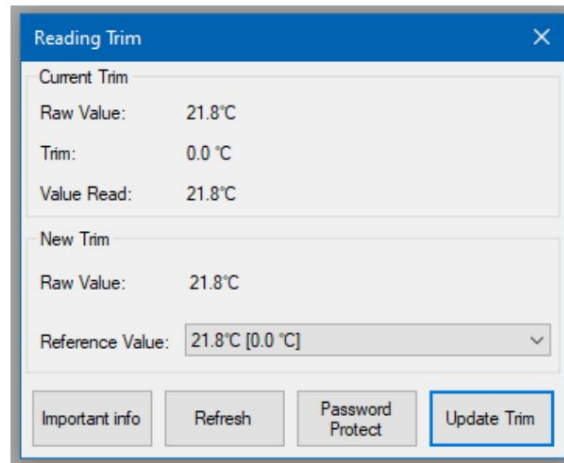 Reading Trim
Current Trim
Raw Value: 21.8°C
Trim: 0.0 °C
Value Read: 21.8°C
New Trim
Raw Value: 21.8°C
Reference Value: 21.8°C [0.0 °C]
Important info Refresh Password Protect Update Trim